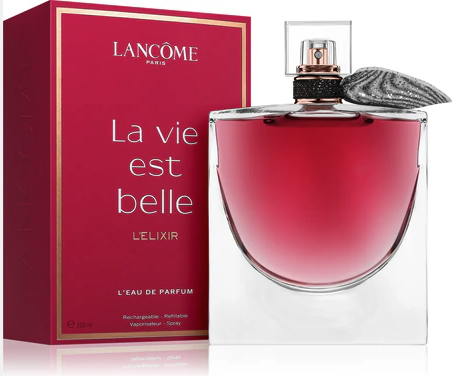 LANCÔME
PARIS
La vie
est
belle
L'ELIXIR
L'EAU DE PARFUM
Rechargeable - Refillable
Vaporisateur - Spray